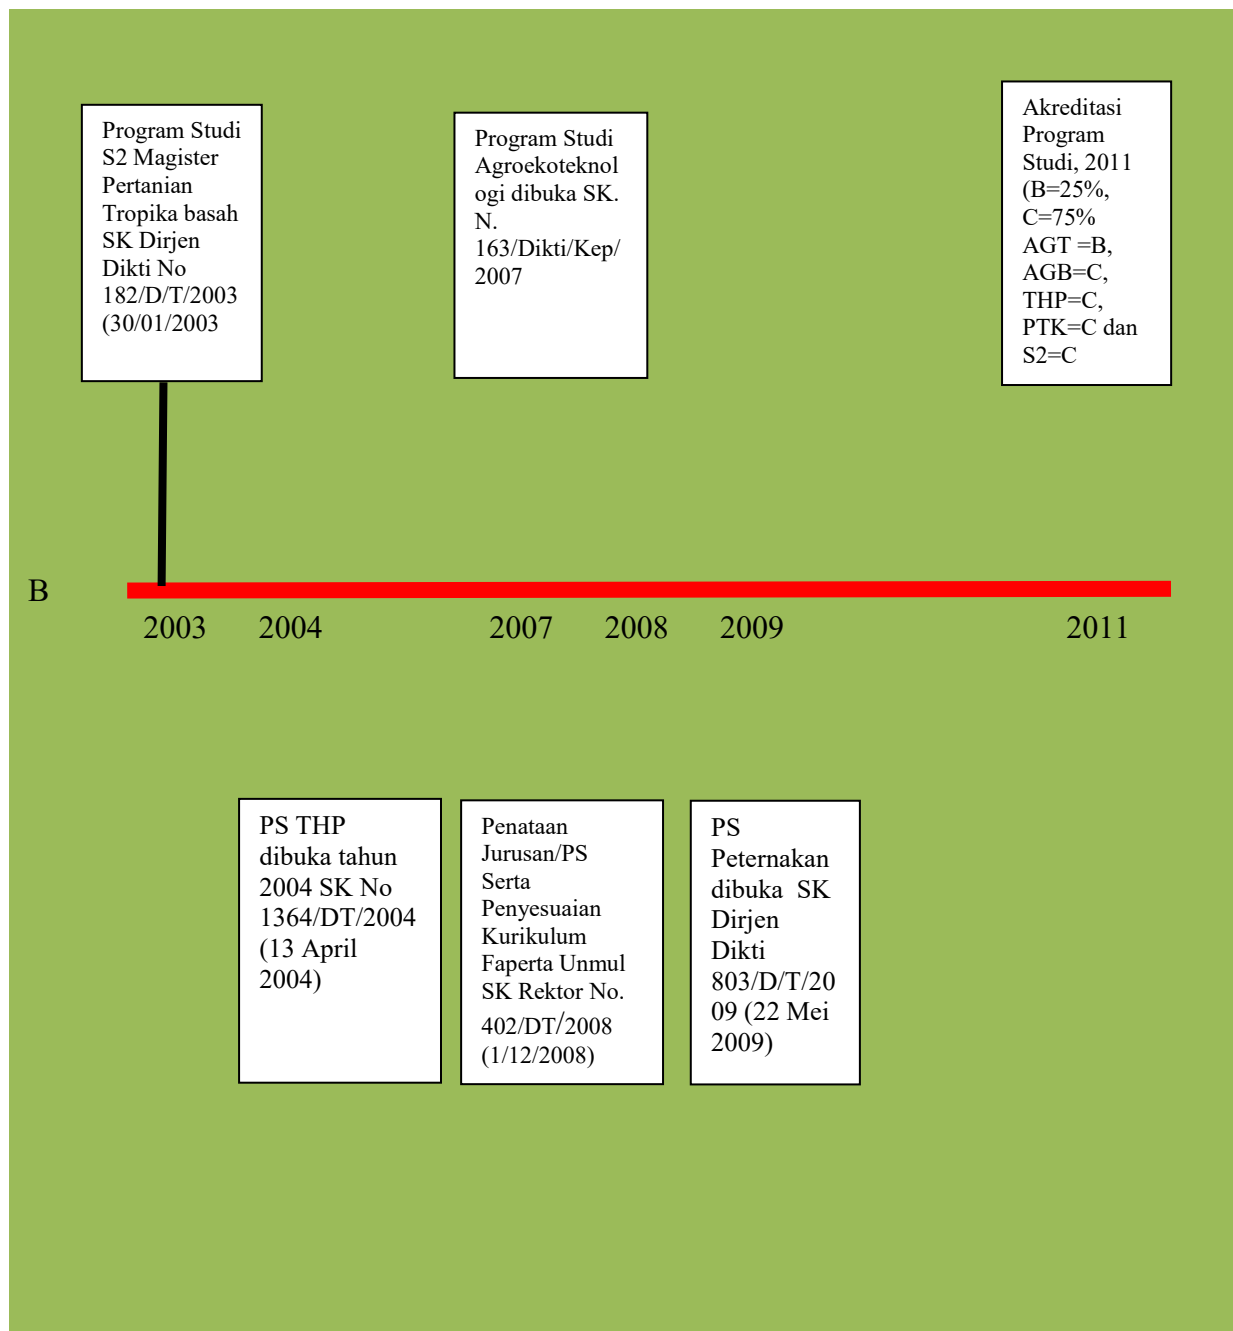 Program Studi
S2 Magister
Pertanian
Tropika basah
SK Dirjen
Dikti No
182/D/T/2003
(30/01/2003
Program Studi
Agroekoteknol
ogi dibuka SK.
N.
163/Dikti/Kep/
2007
Akreditasi
Program
Studi, 2011
(B=25%,
C=75%
AGT =B,
AGB=C,
THP=C,
PTK=C dan
S2=C
B
2003 2004 2007 2008 2009 2011
PS THP
dibuka tahun
2004 SK No
1364/DT/2004
(13 April
2004)
Penataan
Jurusan/PS
Serta
Penyesuaian
Kurikulum
Faperta Unmul
SK Rektor No.
402/DT/2008
(1/12/2008)
PS
Peternakan
dibuka SK
Dirjen
Dikti
803/D/T/20
09 (22 Mei
2009)